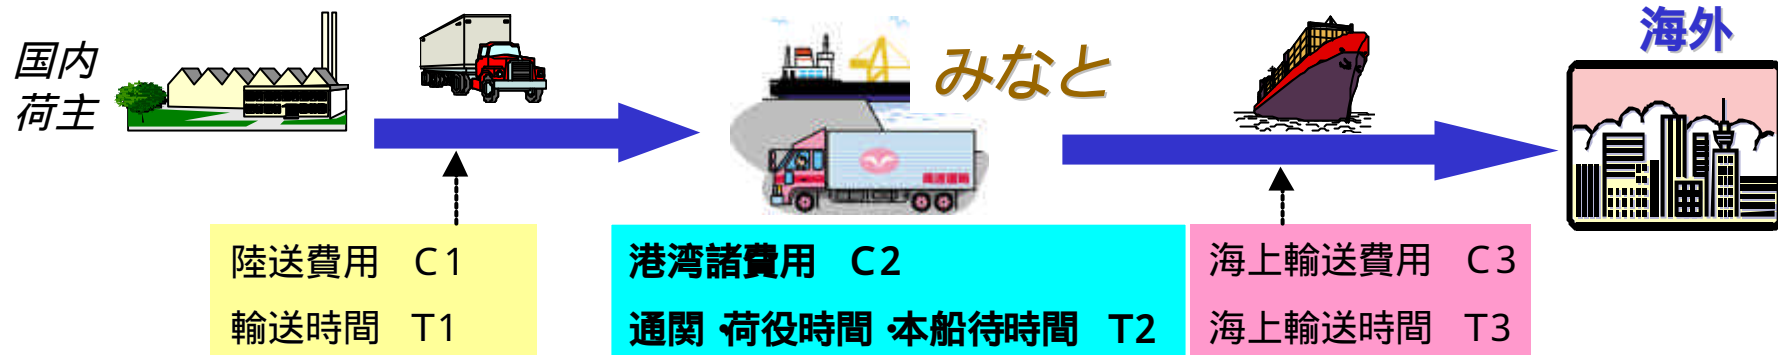 国内
荷主
みなと
海外
陸送費用 C1
輸送時間 T1
港湾諸費用 C2
通関・荷役時間・本船待時間 T2
海上輸送費用 C3
海上輸送時間 T3